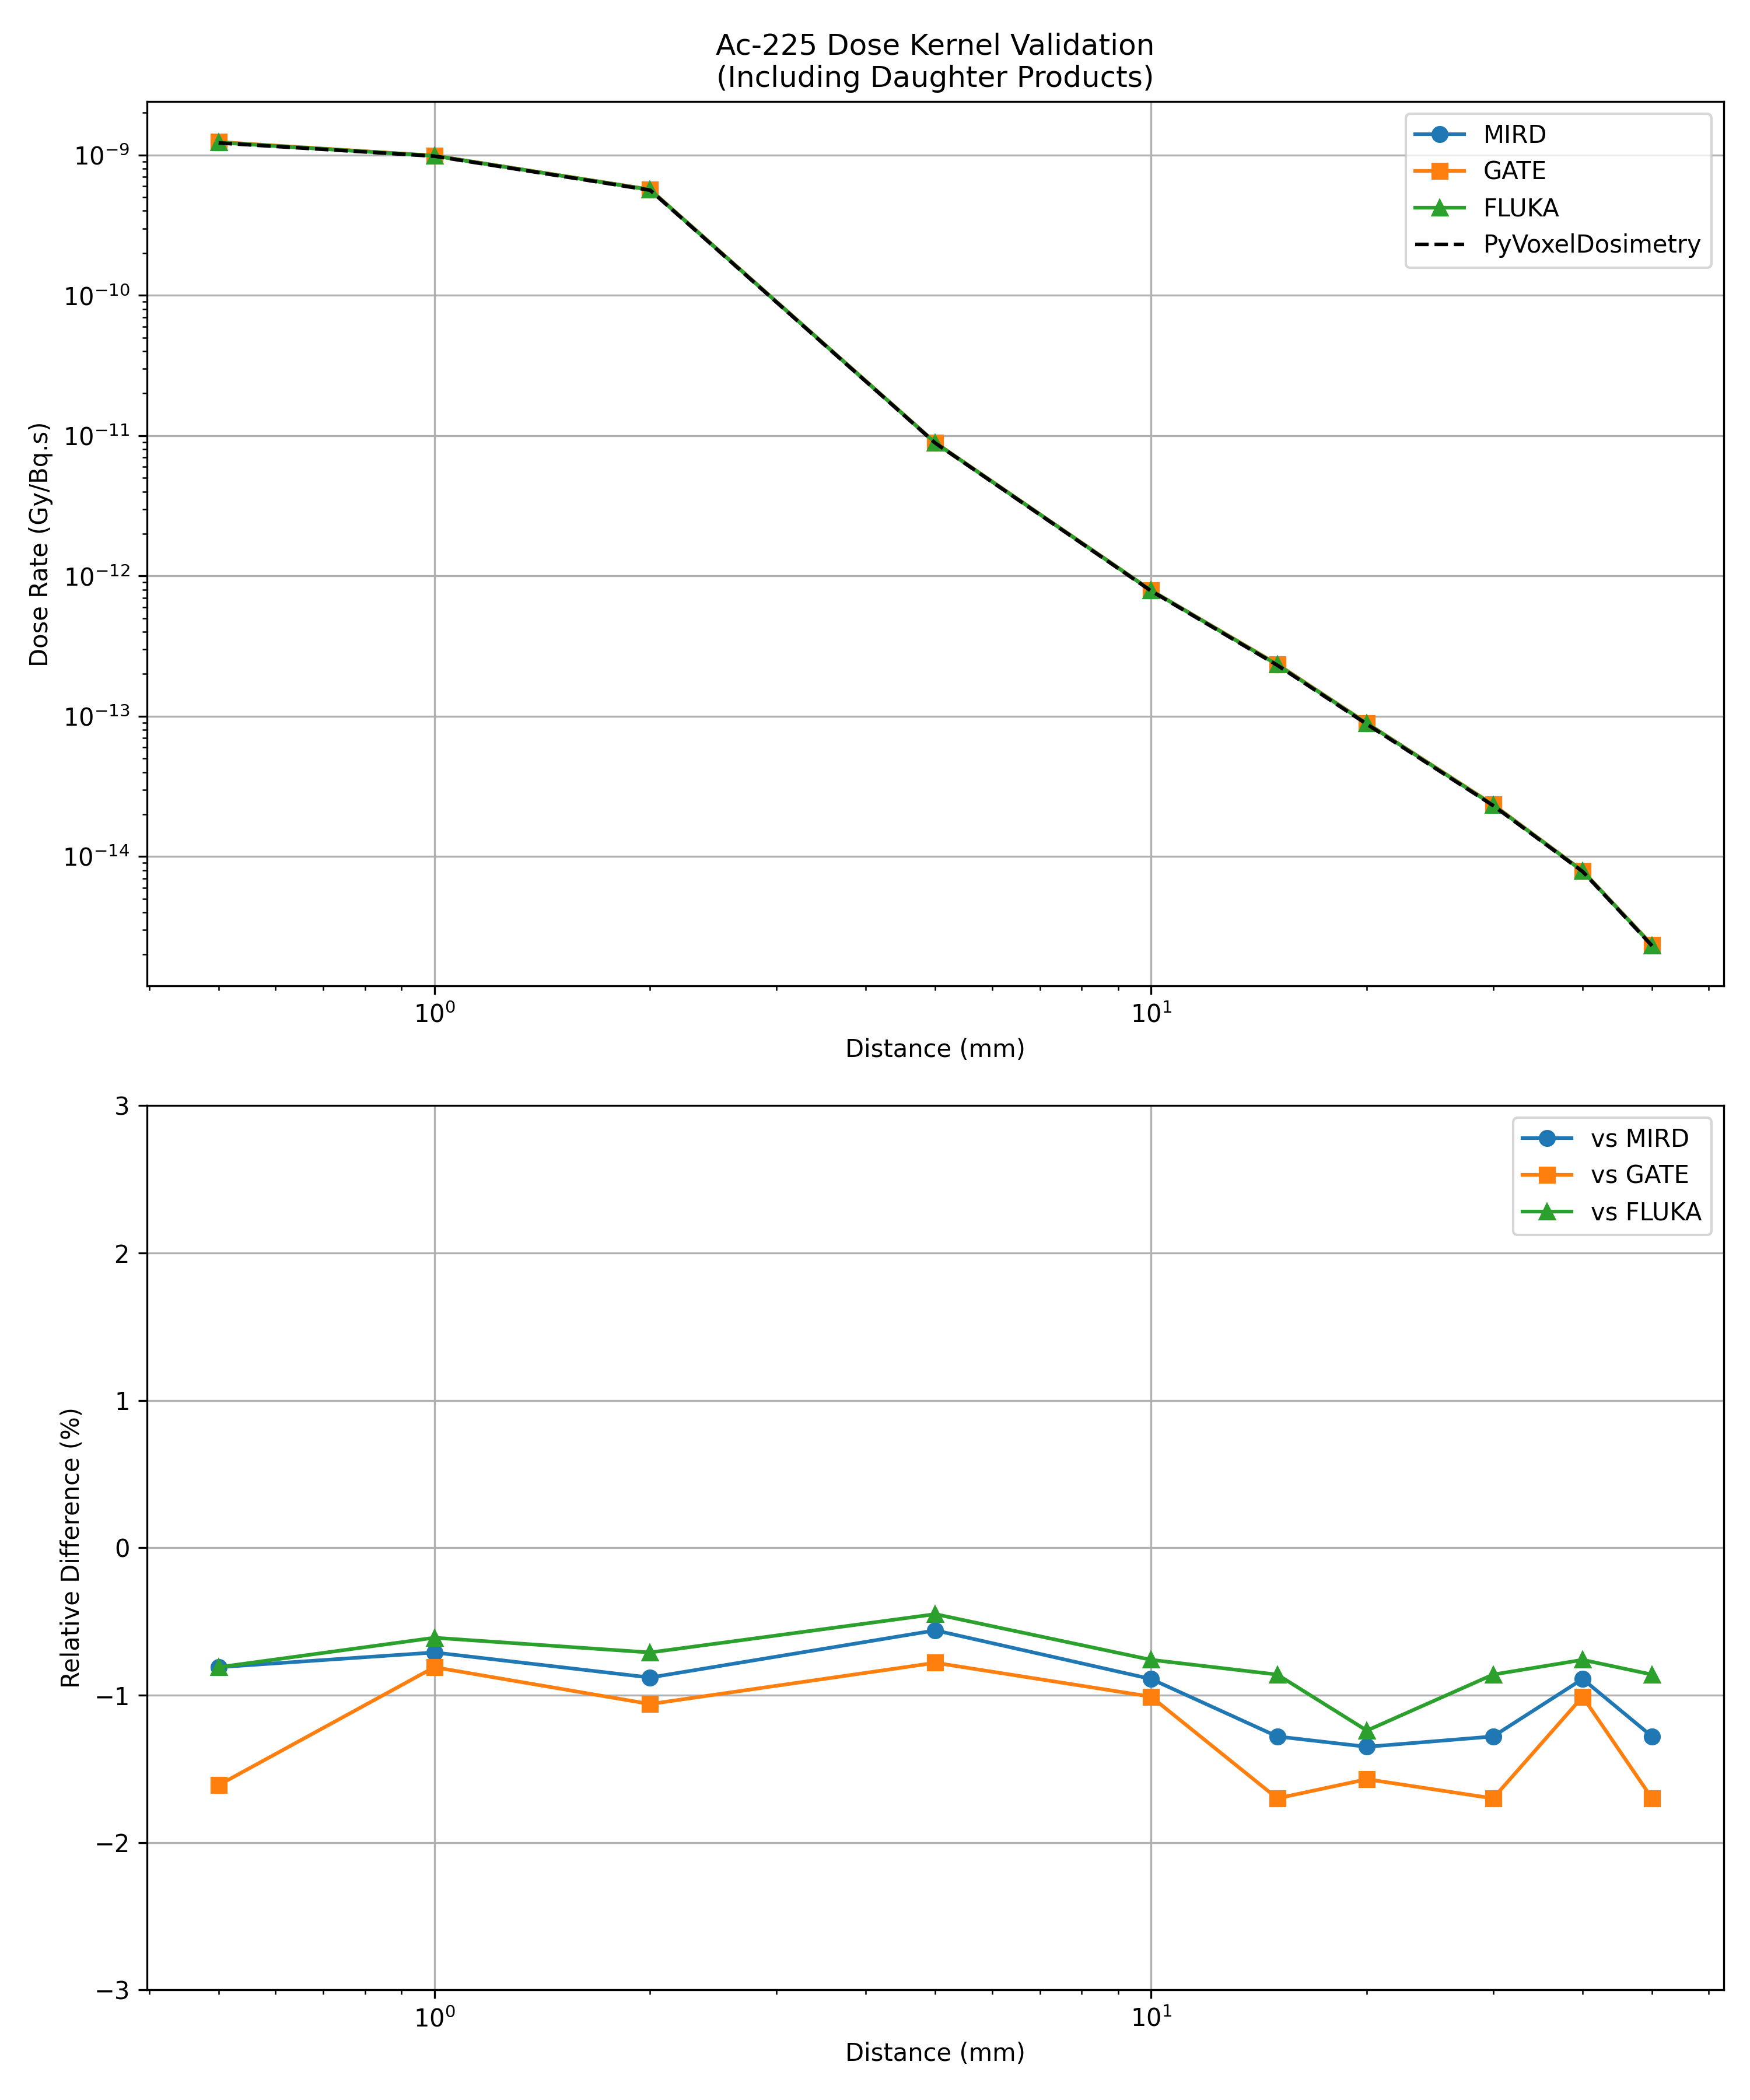 Ac-225 Dose Kernel Validation
(Including Daughter Products)
MIRD
GATE
FLUKA
PyVoxelDosimetry
10⁻⁹
10⁻¹⁰
10⁻¹¹
10⁻¹²
10⁻¹³
10⁻¹⁴
Dose Rate (Gy/Bq.s)
10⁰
10¹
Distance (mm)
vs MIRD
vs GATE
vs FLUKA
3
2
1
0
−1
−2
−3
Relative Difference (%)
10⁰
10¹
Distance (mm)